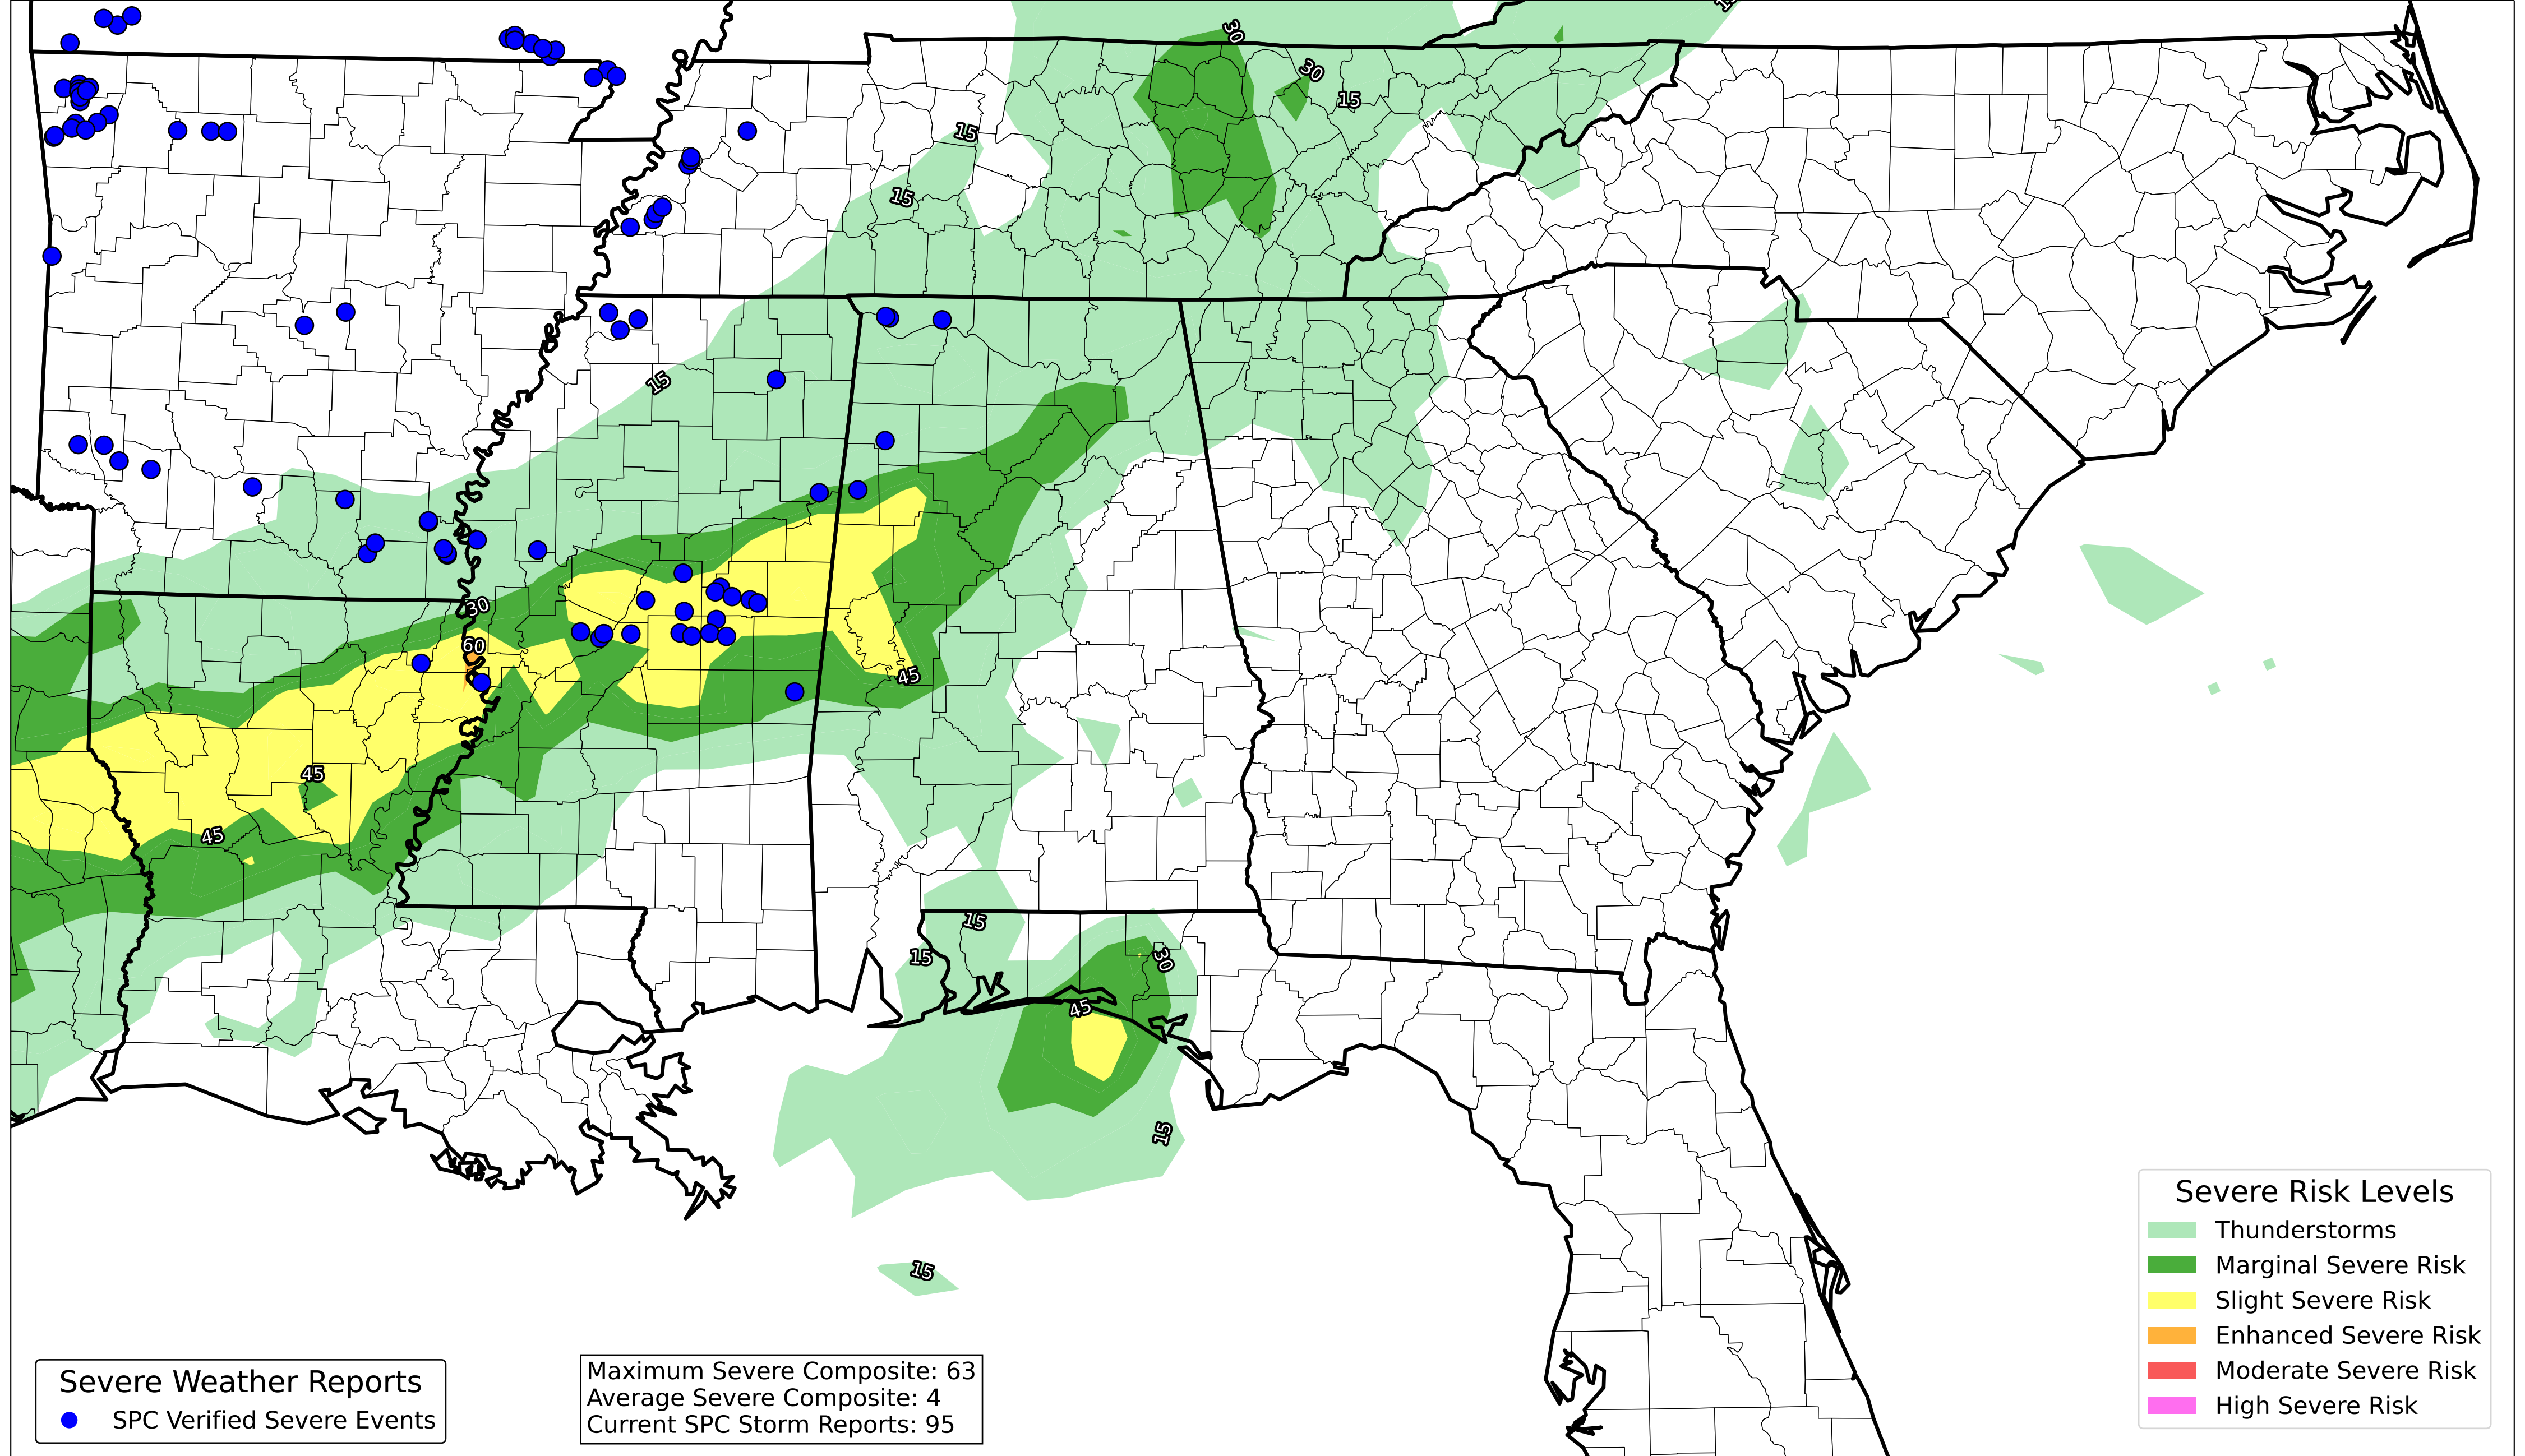 30
30
15
15
15
15
30
60
45
45
45
15
15
30
45
15
15
Severe Risk Levels
Thunderstorms
Marginal Severe Risk
Slight Severe Risk
Enhanced Severe Risk
Moderate Severe Risk
High Severe Risk
Severe Weather Reports
SPC Verified Severe Events
Maximum Severe Composite: 63
Average Severe Composite: 4
Current SPC Storm Reports: 95